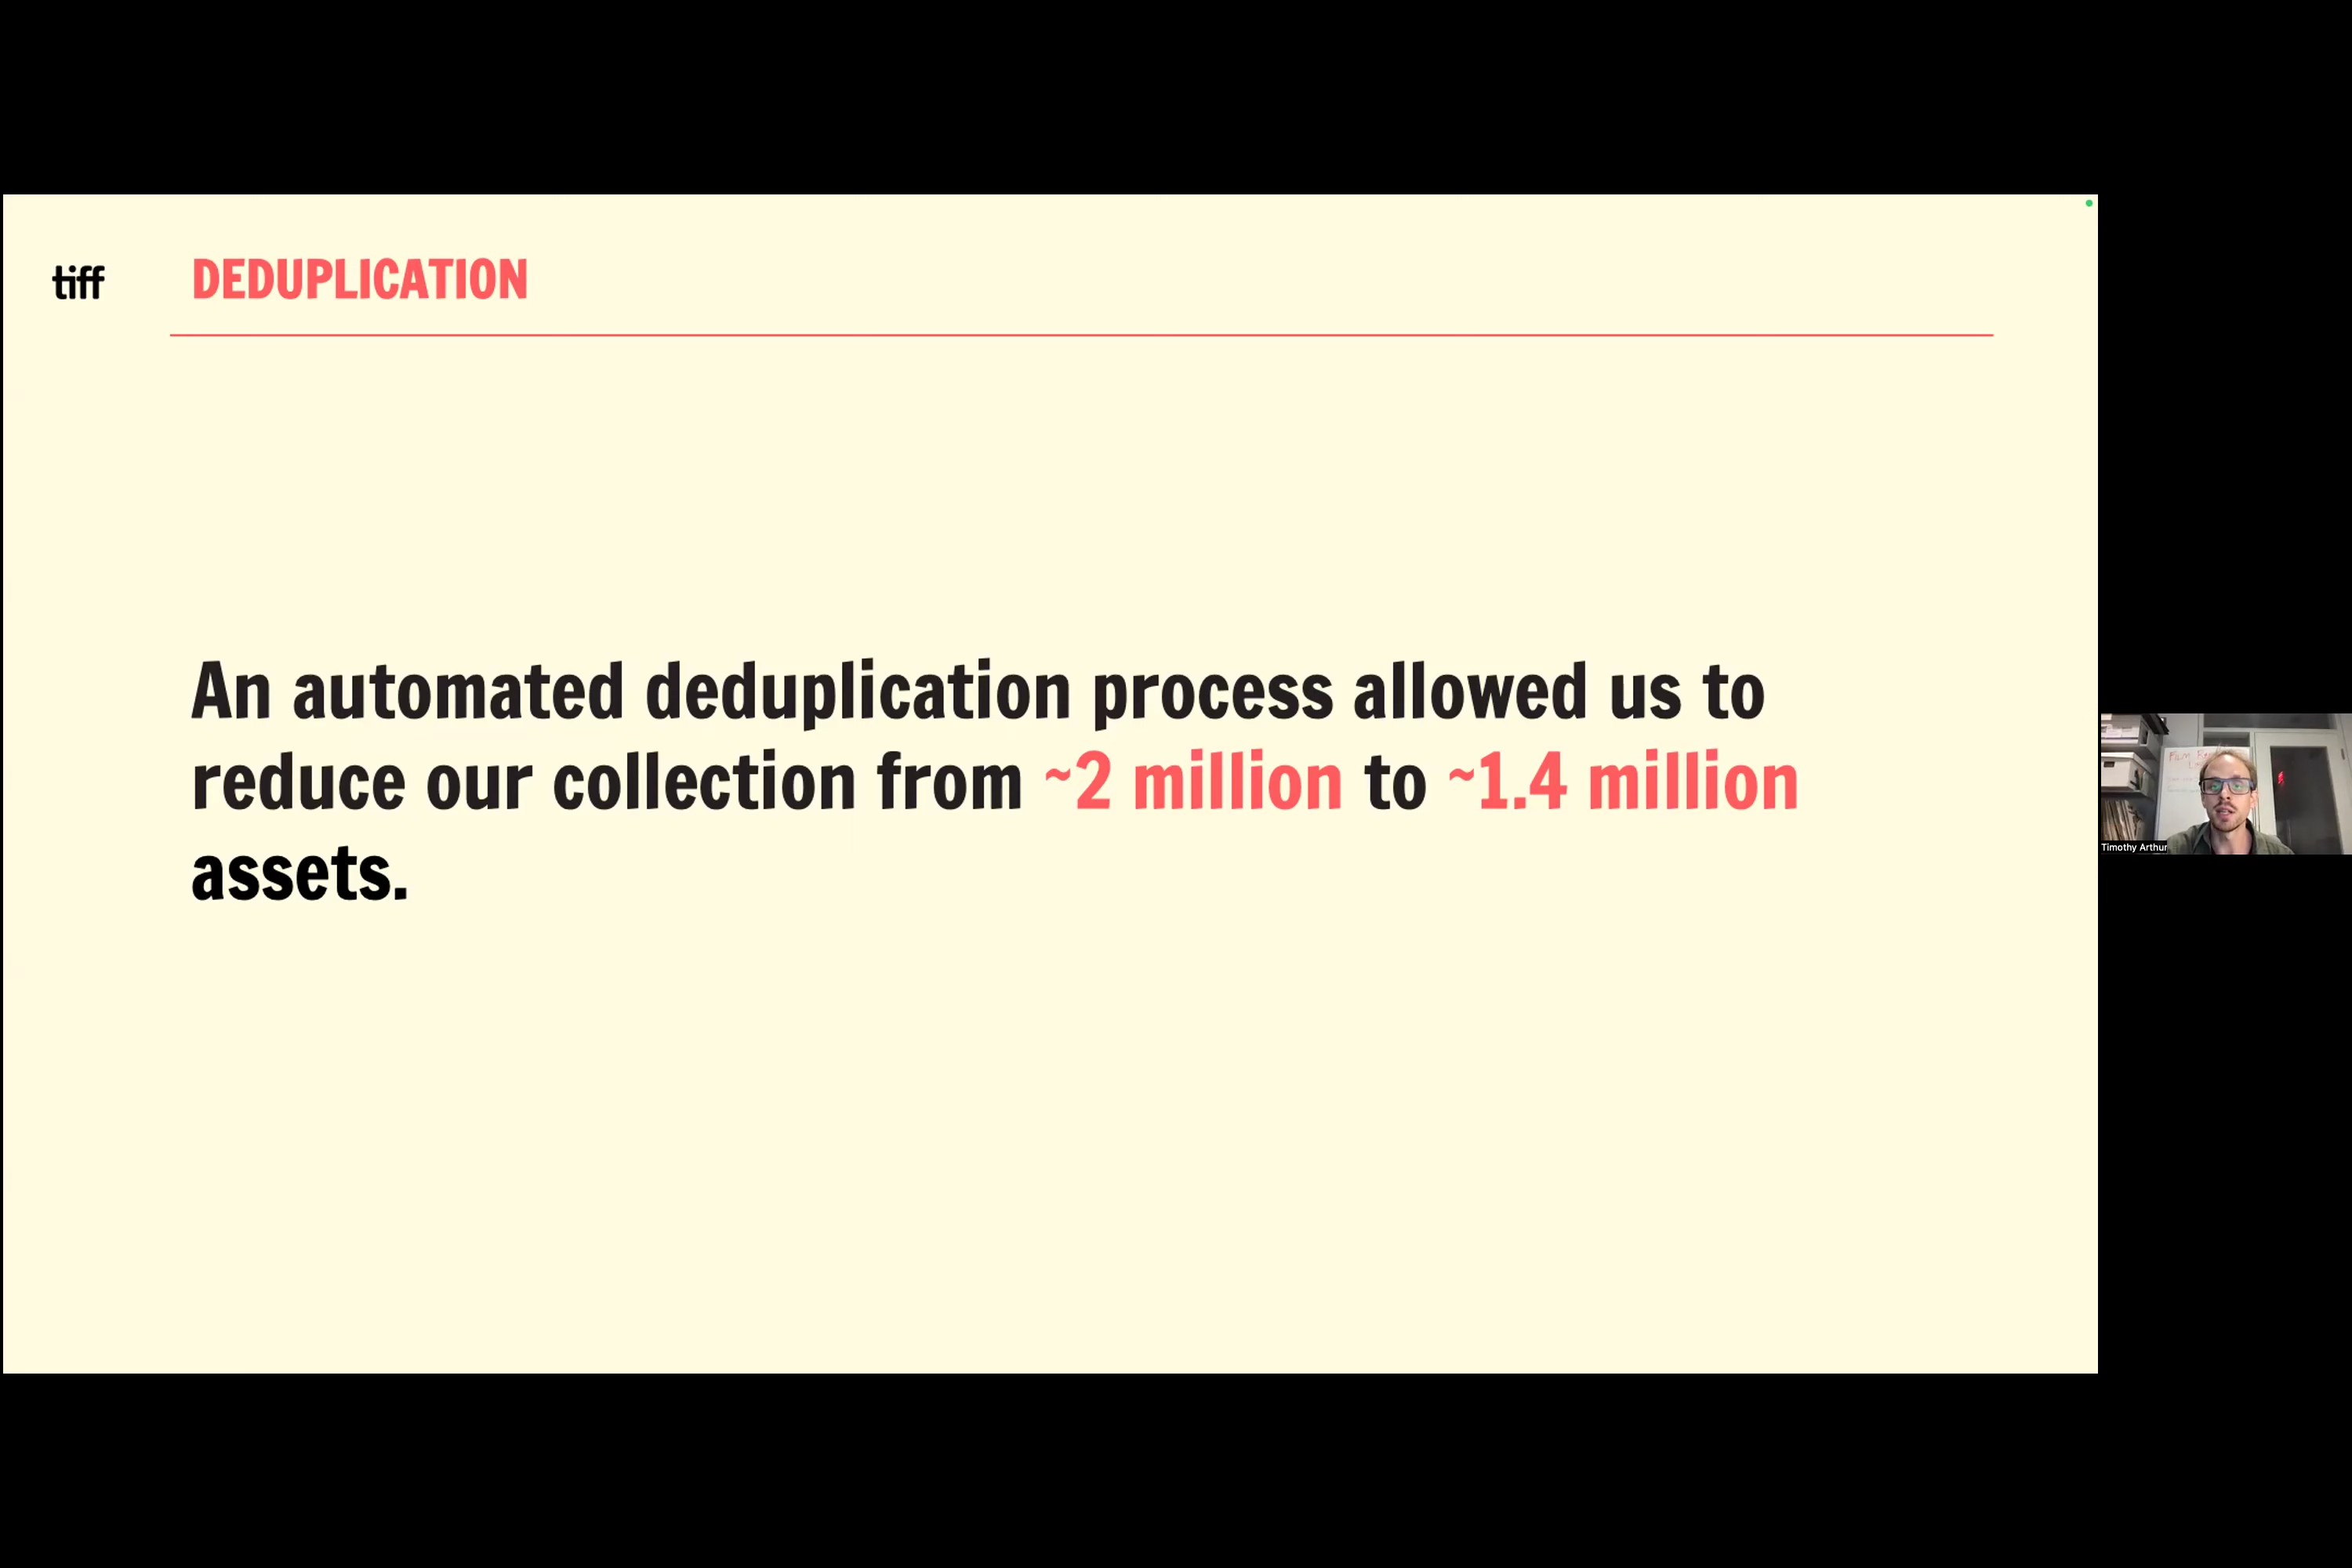 tiff
DEDUPLICATION
An automated deduplication process allowed us to
reduce our collection from ~2 million to ~1.4 million
assets.
Timothy Arthur